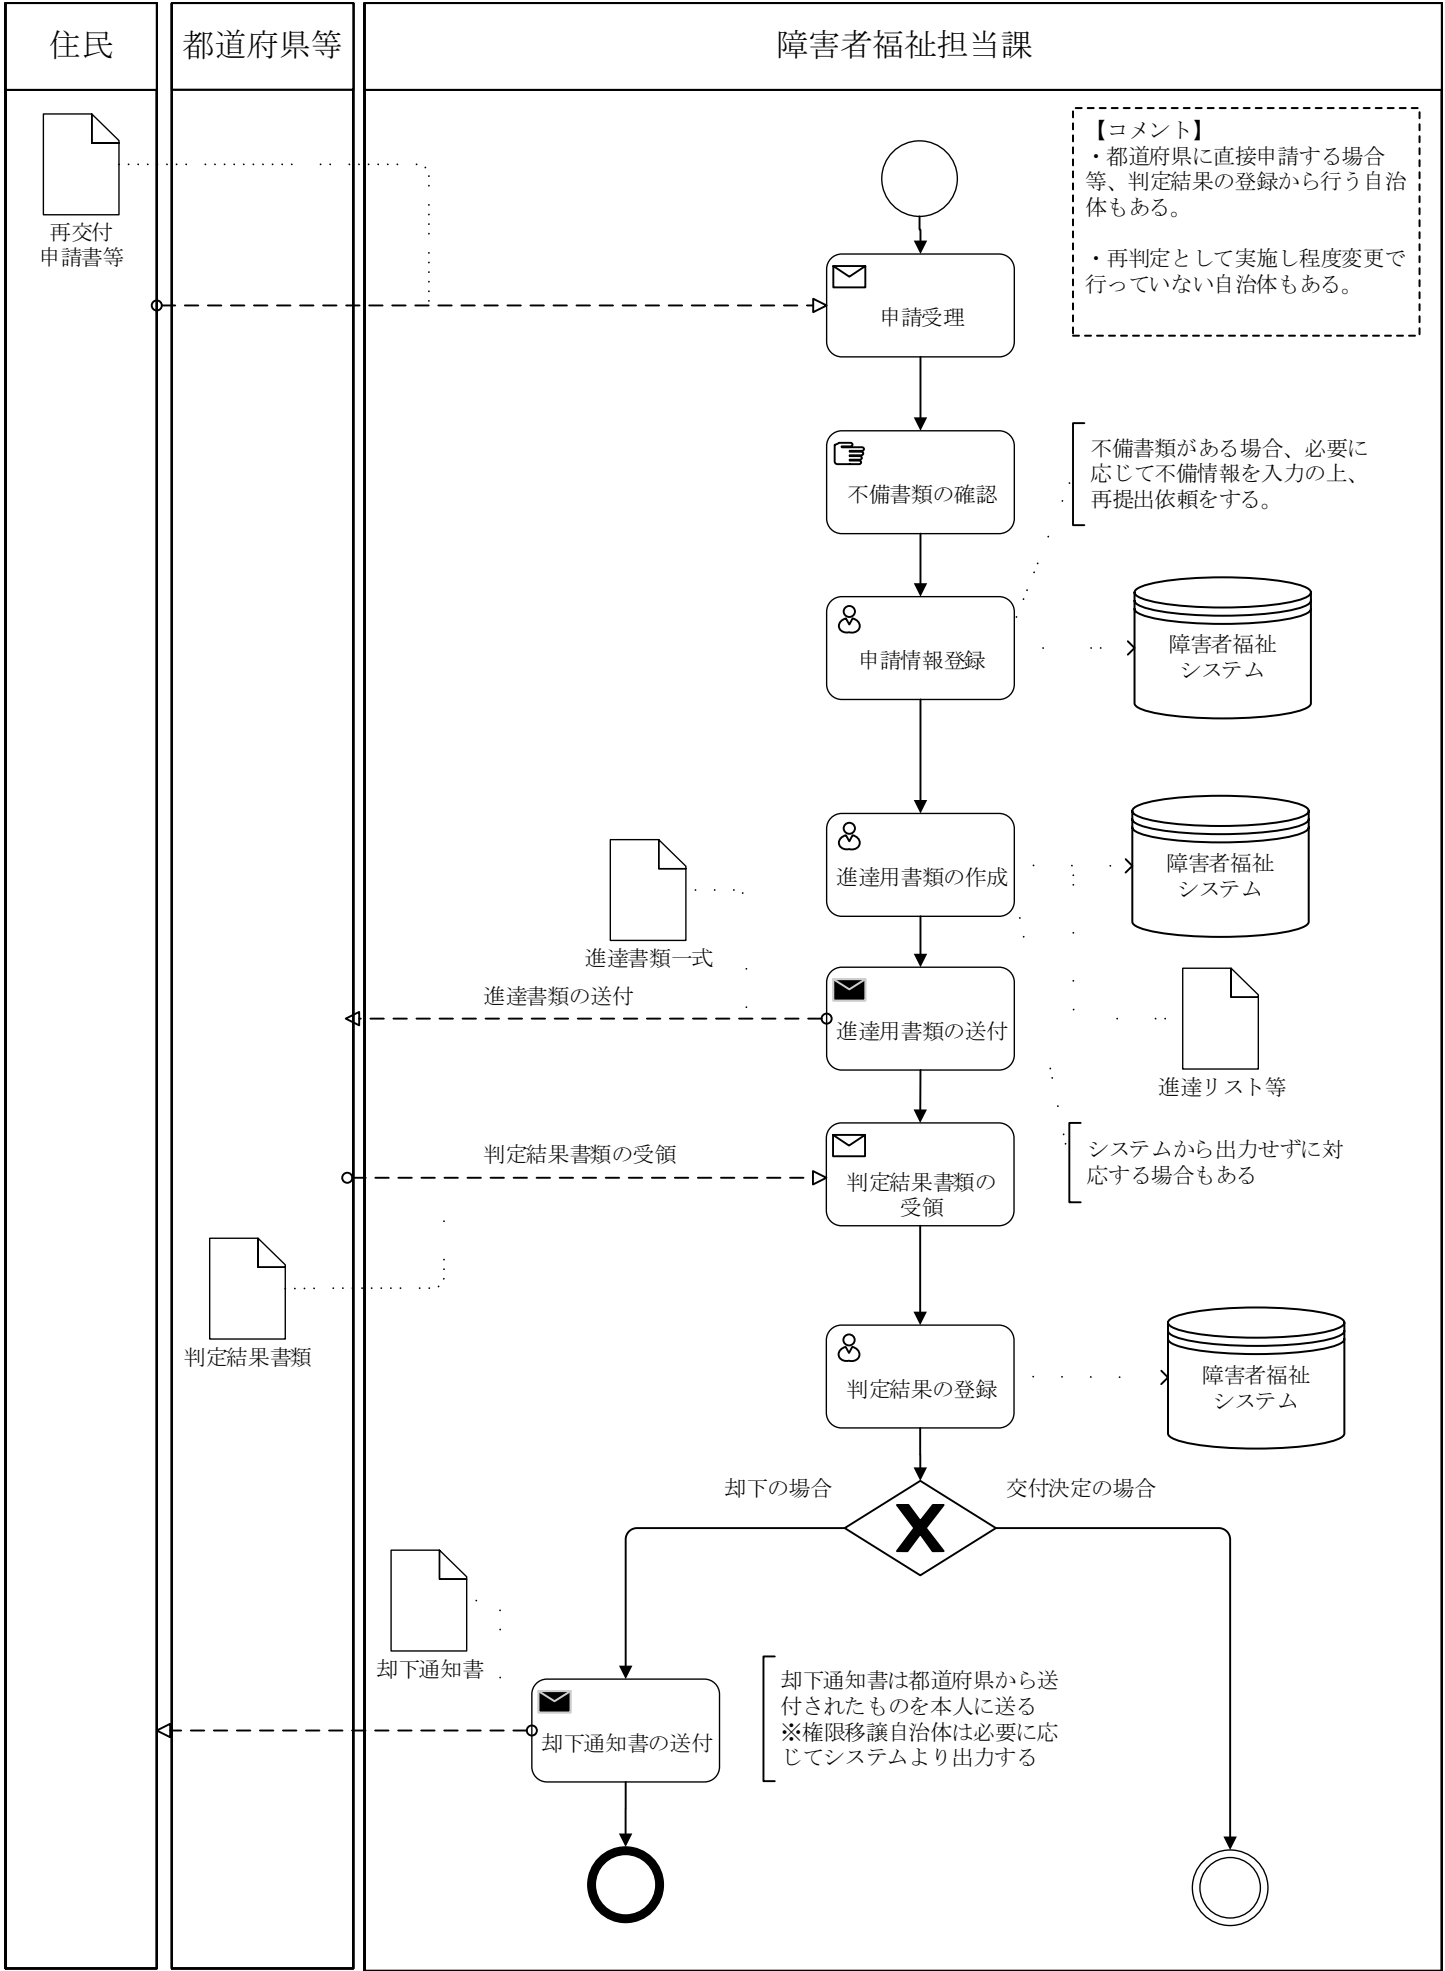 住民
都道府県等
障害者福祉担当課
【コメント】
・都道府県に直接申請する場合
等、判定結果の登録から行う自治
体もある。
・再判定として実施し程度変更で
行っていない自治体もある。
再交付
申請書等
申請受理
不備書類の確認
不備書類がある場合、必要に
応じて不備情報を入力の上、
再提出依頼をする。
申請情報登録
障害者福祉
システム
進達用書類の作成
障害者福祉
システム
進達書類一式
進達書類の送付
進達用書類の送付
進達リスト等
判定結果書類の受領
判定結果書類の
受領
システムから出力せずに対
応する場合もある
判定結果書類
判定結果の登録
障害者福祉
システム
却下の場合
交付決定の場合
却下通知書
却下通知書の送付
却下通知書は都道府県から送
付されたものを本人に送る
※権限移譲自治体は必要に応
じてシステムより出力する